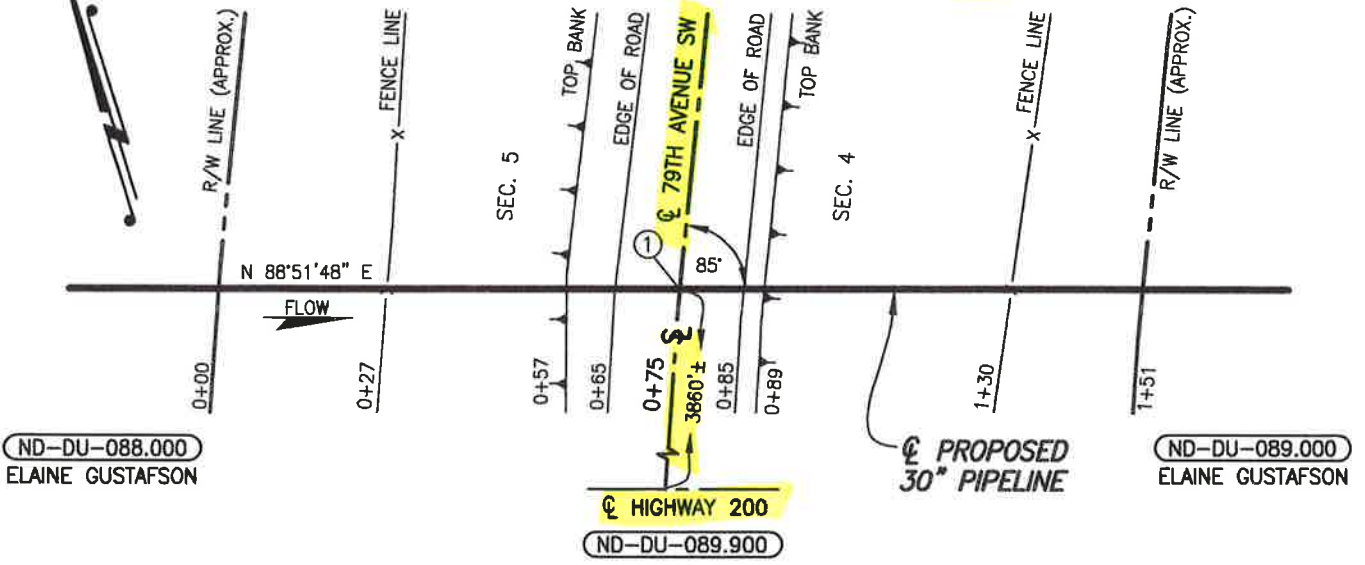 R/W LINE (APPROX.)
FENCE LINE
TOP BANK
EDGE OF ROAD
℄ 79TH AVENUE SW
EDGE OF ROAD
TOP BANK
FENCE LINE
R/W LINE (APPROX.)
X
X
SEC. 5
SEC. 4
1
85°
N 88°51'48" E
FLOW
0+00
0+27
0+57
0+65
0+75 ℄
3860'±
0+85
0+89
1+30
1+51
ND-DU-088.000
ELAINE GUSTAFSON
℄ PROPOSED
30" PIPELINE
ND-DU-089.000
ELAINE GUSTAFSON
℄ HIGHWAY 200
ND-DU-089.900